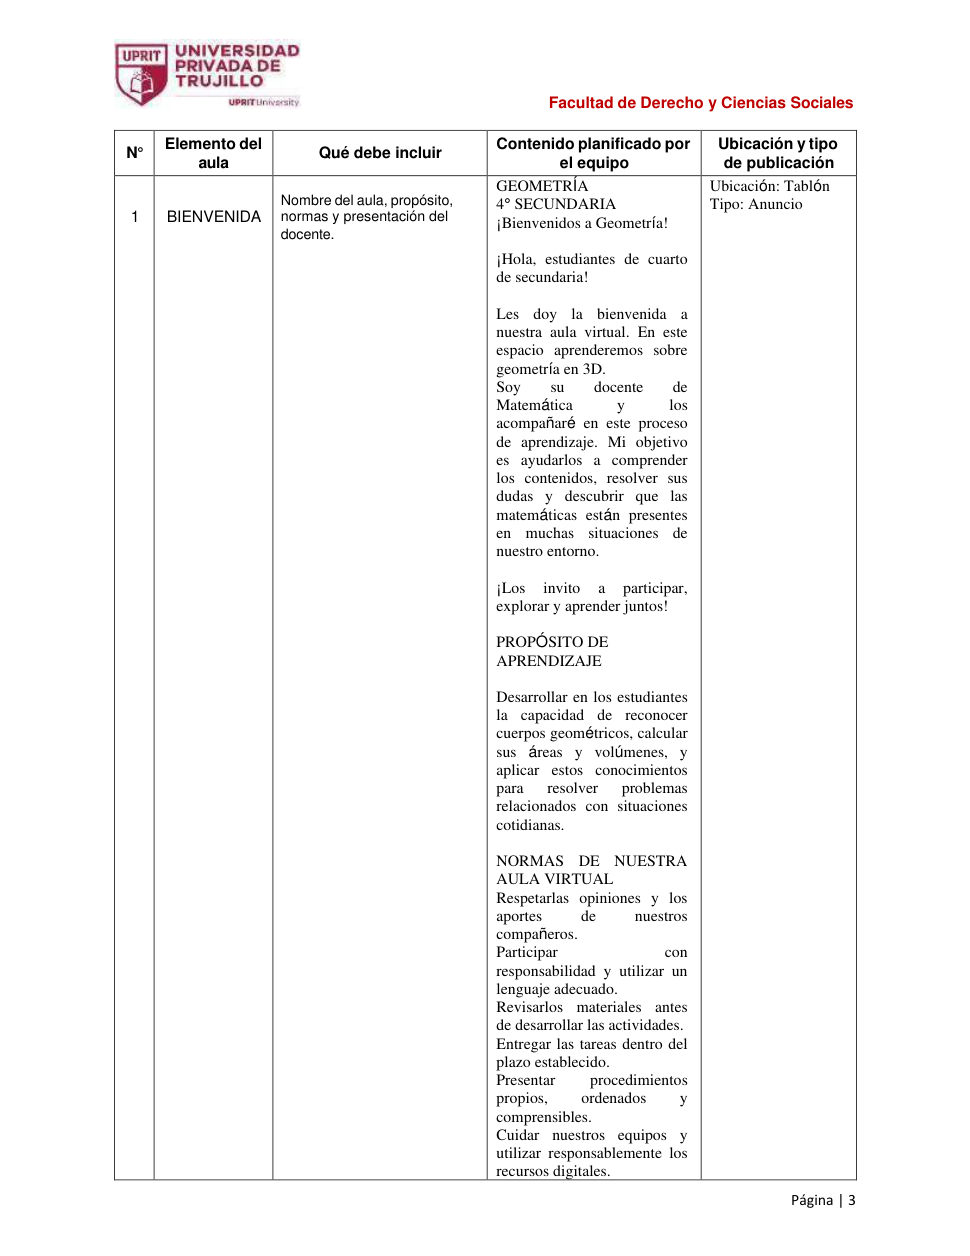 UPRIT
UNIVERSIDAD
PRIVADA DE
TRUJILLO
UPRIT University
Facultad de Derecho y Ciencias Sociales
N°
Elemento del
aula
Qué debe incluir
Contenido planificado por
el equipo
Ubicación y tipo
de publicación
1
BIENVENIDA
Nombre del aula, propósito,
normas y presentación del
docente.
GEOMETRÍA
4° SECUNDARIA
¡Bienvenidos a Geometría!
¡Hola, estudiantes de cuarto
de secundaria!
Les doy la bienvenida a
nuestra aula virtual. En este
espacio aprenderemos sobre
geometría en 3D.
Soy su docente de
Matemática y los
acompañaré en este proceso
de aprendizaje. Mi objetivo
es ayudarlos a comprender
los contenidos, resolver sus
dudas y descubrir que las
matemáticas están presentes
en muchas situaciones de
nuestro entorno.
¡Los invito a participar,
explorar y aprender juntos!
PROPÓSITO DE
APRENDIZAJE
Desarrollar en los estudiantes
la capacidad de reconocer
cuerpos geométricos, calcular
sus áreas y volúmenes, y
aplicar estos conocimientos
para resolver problemas
relacionados con situaciones
cotidianas.
NORMAS DE NUESTRA
AULA VIRTUAL
Respetarlas opiniones y los
aportes de nuestros
compañeros.
Participar con
responsabilidad y utilizar un
lenguaje adecuado.
Revisarlos materiales antes
de desarrollar las actividades.
Entregar las tareas dentro del
plazo establecido.
Presentar procedimientos
propios, ordenados y
comprensibles.
Cuidar nuestros equipos y
utilizar responsablemente los
recursos digitales.
Ubicación: Tablón
Tipo: Anuncio
Página | 3